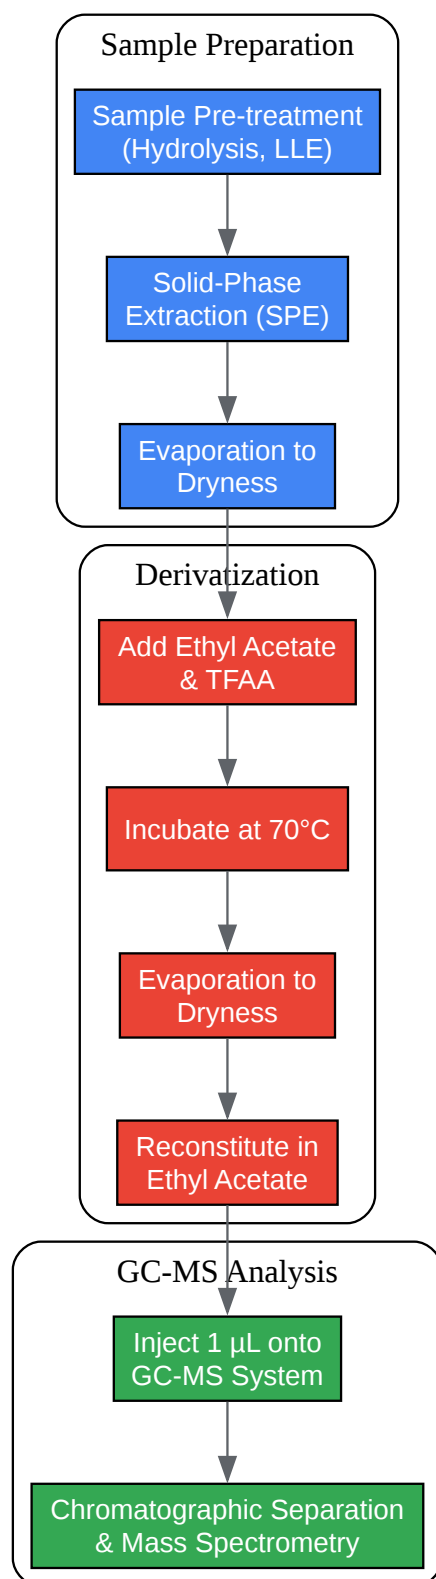 Sample Preparation
Sample Pre-treatment
(Hydrolysis, LLE)
Solid-Phase
Extraction (SPE)
Evaporation to
Dryness
Derivatization
Add Ethyl Acetate
& TFAA
Incubate at 70°C
Evaporation to
Dryness
Reconstitute in
Ethyl Acetate
GC-MS Analysis
Inject 1 µL onto
GC-MS System
Chromatographic Separation
& Mass Spectrometry